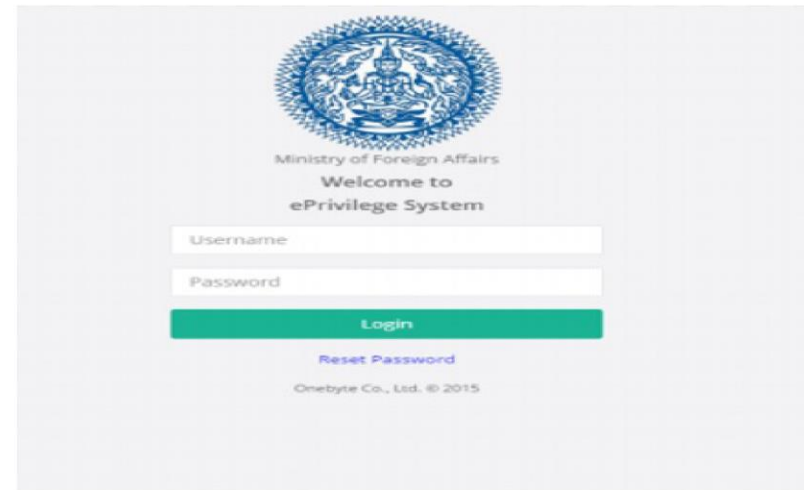 Ministry of Foreign Affairs
Welcome to
ePrivilege System
Username
Password
Login
Reset Password
Onebyte Co., Ltd. © 2015